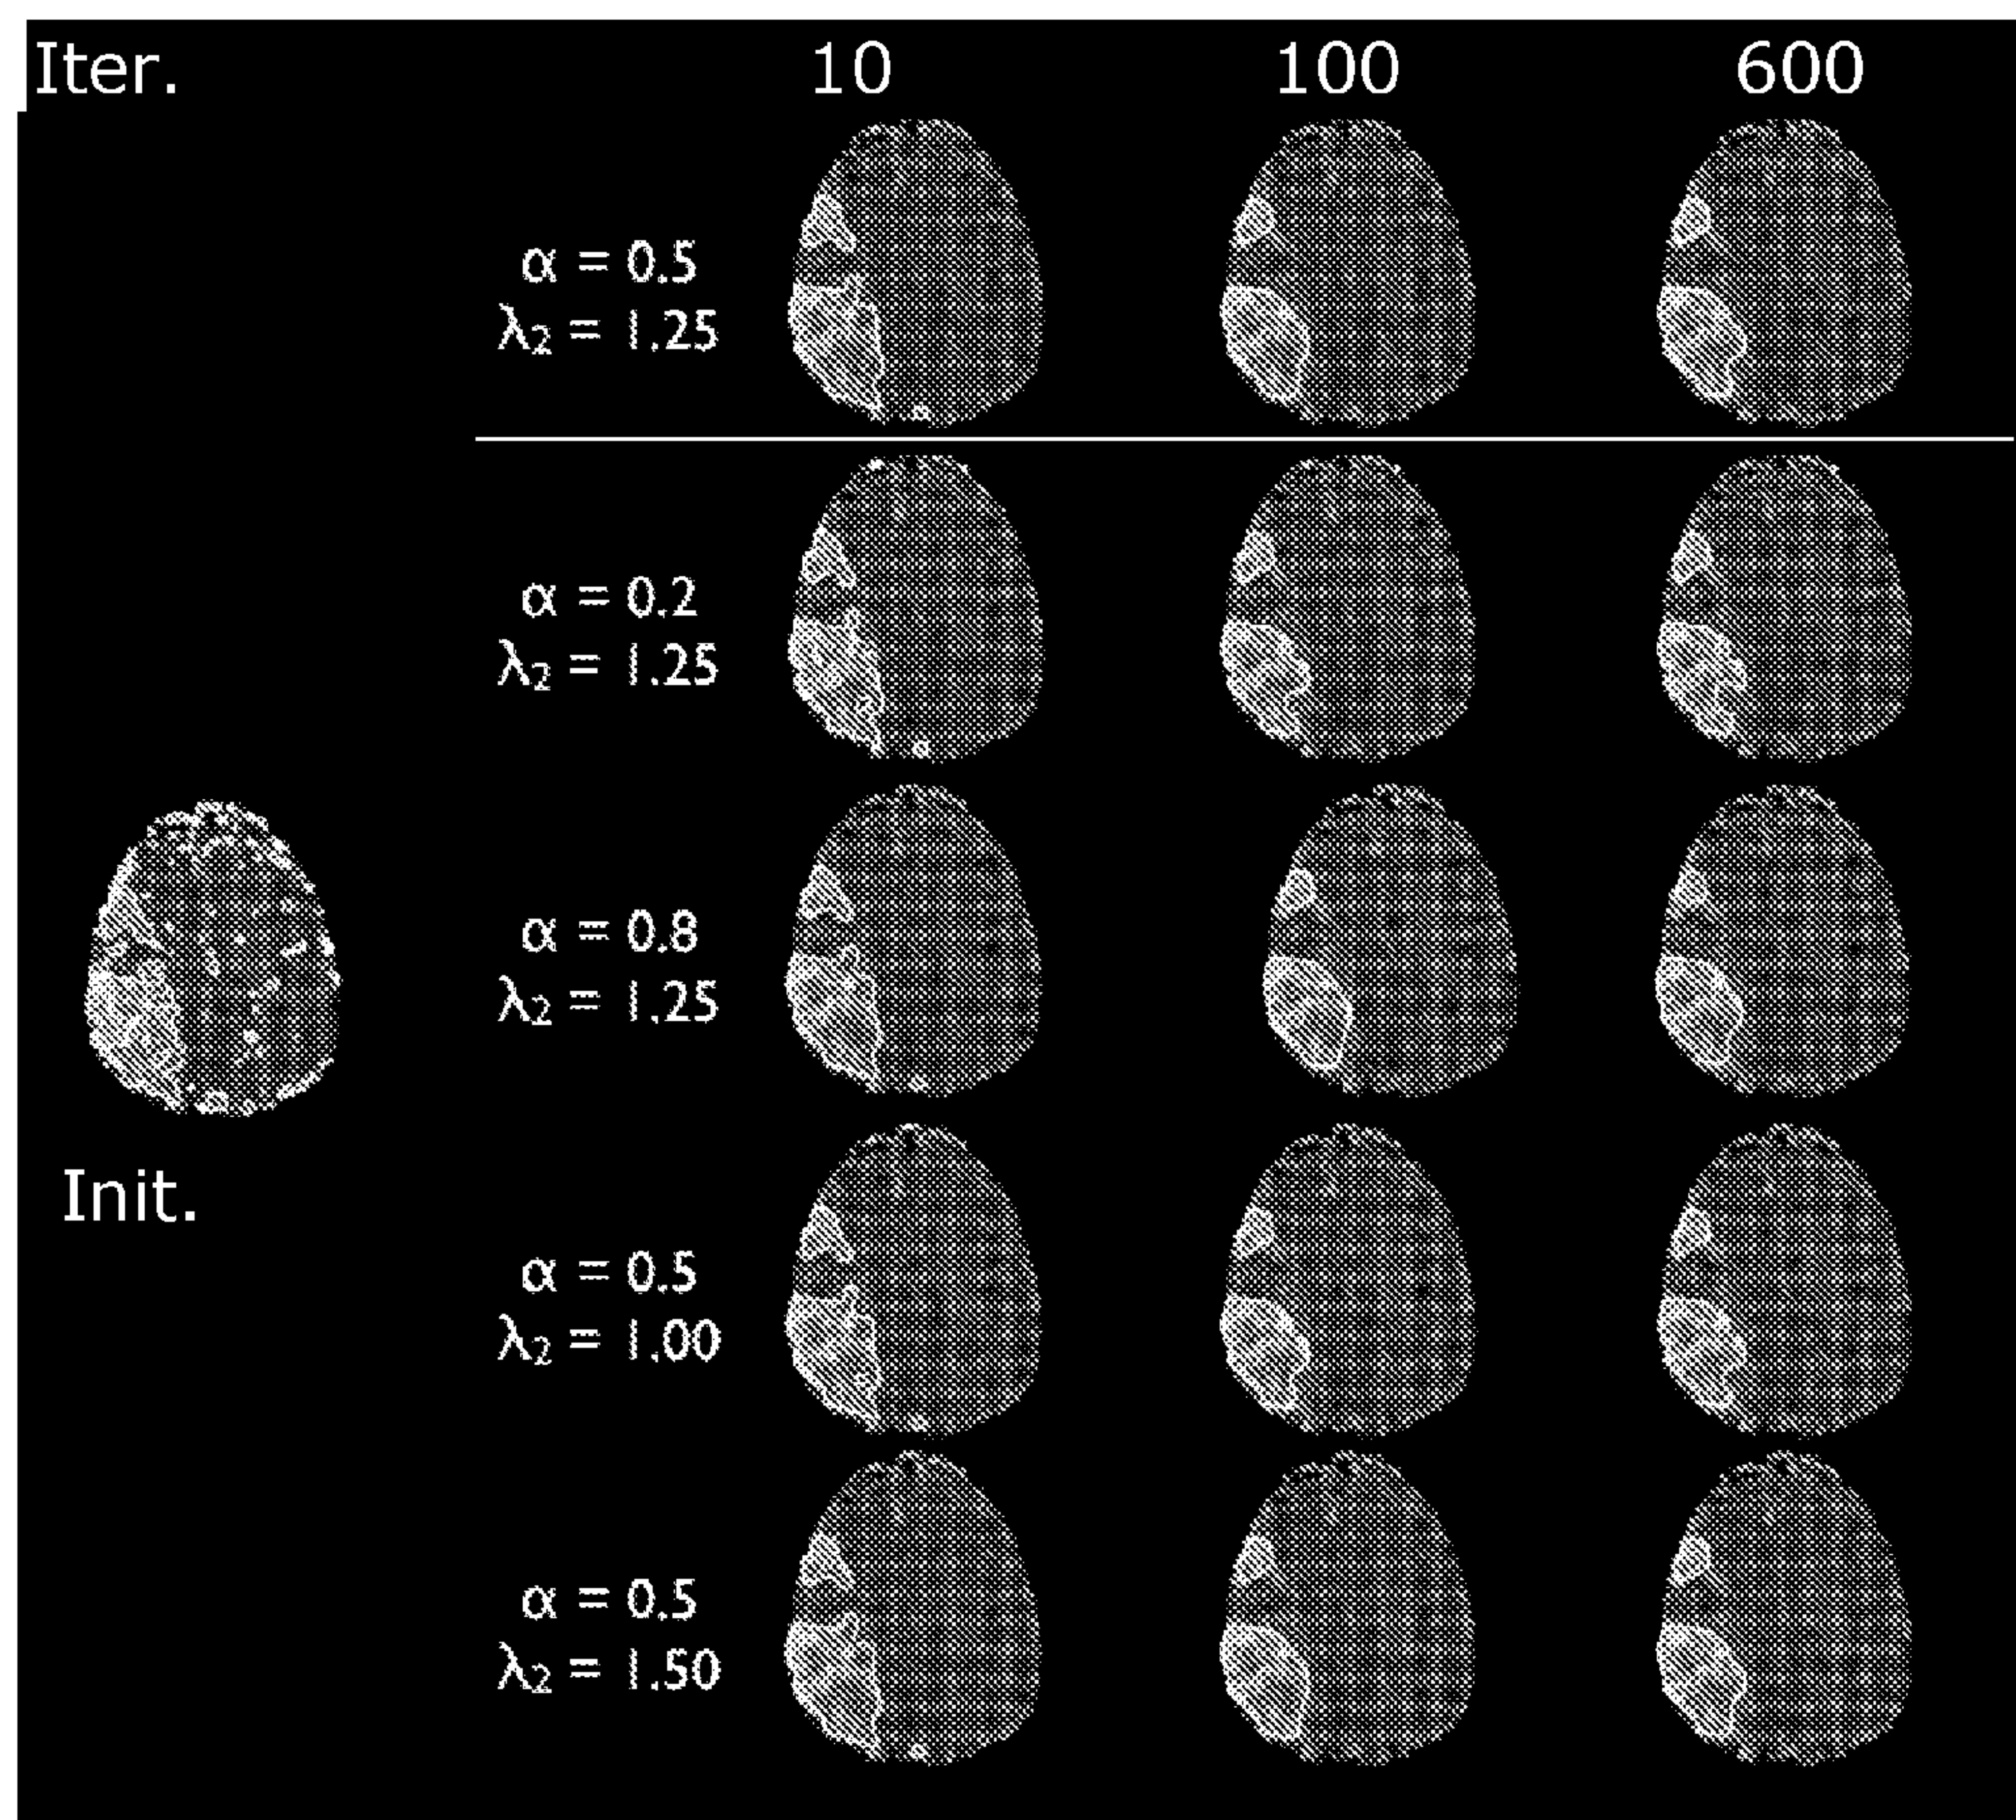 Iter. 10 100 600
α = 0.5
λ₂ = 1.25
α = 0.2
λ₂ = 1.25
α = 0.8
λ₂ = 1.25
Init.
α = 0.5
λ₂ = 1.00
α = 0.5
λ₂ = 1.50